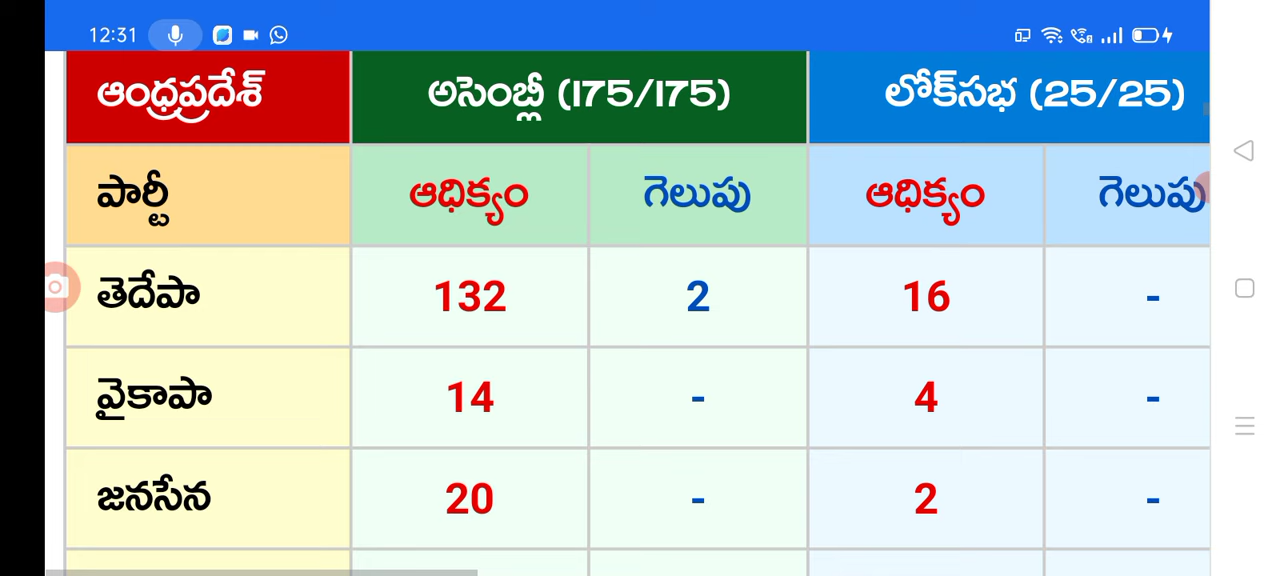 12:31
ఆంధ్రప్రదేశ్ అసెంబ్లీ (175/175) లోక్‌సభ (25/25)
పార్టీ ఆధిక్యం గెలుపు ఆధిక్యం గెలుపు
తెదేపా 132 2 16 -
వైకాపా 14 - 4 -
జనసేన 20 - 2 -